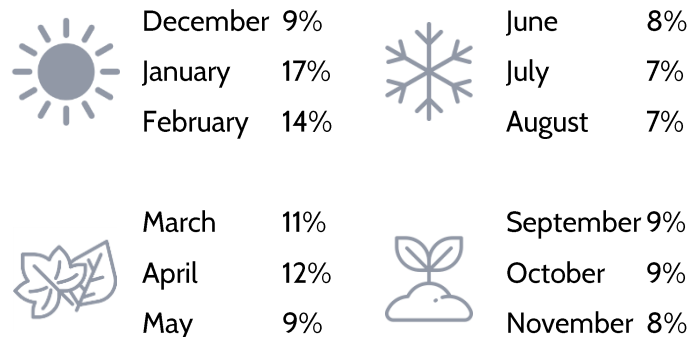 December 9%
January 17%
February 14%
June 8%
July 7%
August 7%
March 11%
April 12%
May 9%
September 9%
October 9%
November 8%